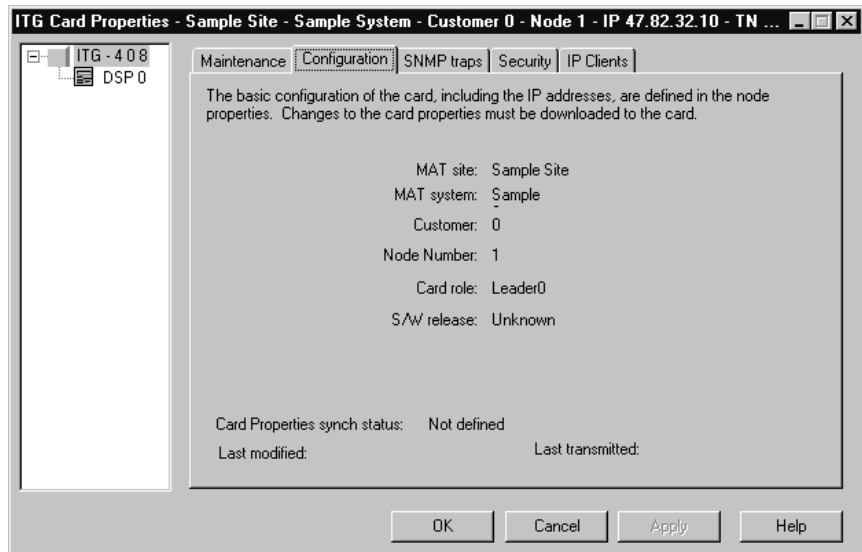 ITG Card Properties - Sample Site - Sample System - Customer 0 - Node 1 - IP 47.82.32.10 - TN ...
ITG - 4 0 8
DSP 0
Maintenance Configuration SNMP traps Security IP Clients
The basic configuration of the card, including the IP addresses, are defined in the node
properties. Changes to the card properties must be downloaded to the card.
MAT site: Sample Site
MAT system: Sample
Customer: 0
Node Number: 1
Card role: Leader0
S/W release: Unknown
Card Properties synch status: Not defined
Last modified: Last transmitted:
OK Cancel Apply Help